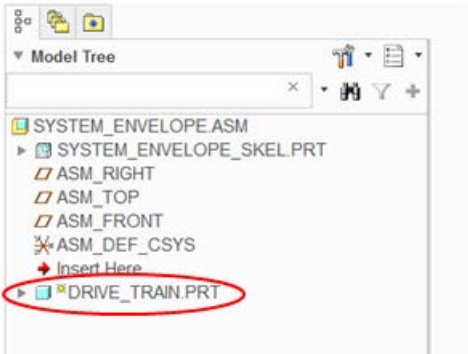 Model Tree
SYSTEM_ENVELOPE.ASM
SYSTEM_ENVELOPE_SKEL.PRT
ASM_RIGHT
ASM_TOP
ASM_FRONT
ASM_DEF_CSYS
Insert Here
DRIVE_TRAIN.PRT